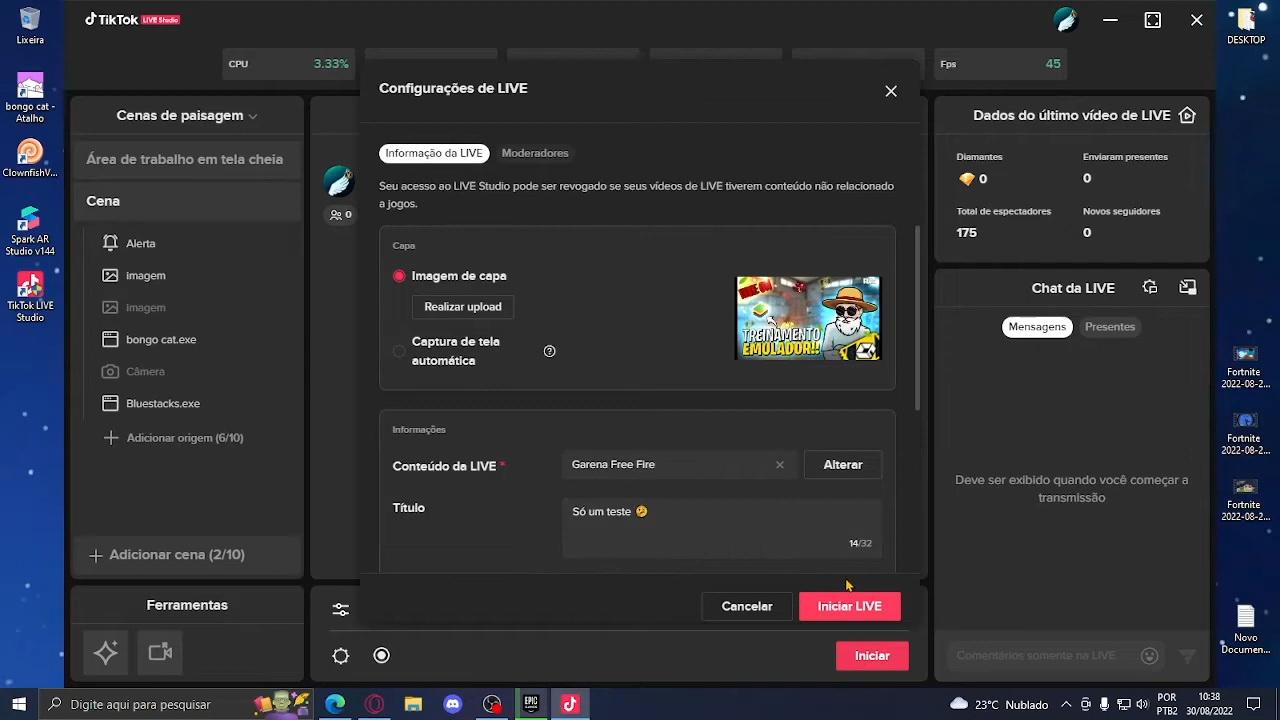 Lixeira
bongo cat -
Atalho
ClownfishV...
Spark AR
Studio v144
TikTok LIVE
Studio
TikTok LIVE Studio
CPU 3.33%
Fps 45
DESKTOP
Cenas de paisagem
Área de trabalho em tela cheia
Cena
Alerta
imagem
imagem
bongo cat.exe
Câmera
Bluestacks.exe
Adicionar origem (6/10)
Adicionar cena (2/10)
Ferramentas
0
Configurações de LIVE
Informação da LIVE Moderadores
Seu acesso ao LIVE Studio pode ser revogado se seus vídeos de LIVE tiverem conteúdo não relacionado
a jogos.
Capa
Imagem de capa
Realizar upload
Captura de tela
automática
TREINAMENTO
EMULADOR!!
Informações
Conteúdo da LIVE * Garena Free Fire Alterar
Título Só um teste 🤔
14/32
Cancelar Iniciar LIVE
Iniciar
Dados do último vídeo de LIVE
Diamantes Enviaram presentes
0 0
Total de espectadores Novos seguidores
175 0
Chat da LIVE
Mensagens Presentes
Deve ser exibido quando você começar a
transmissão
Comentários somente na LIVE
Fortnite
2022-08-2...
Fortnite
2022-08-2...
Fortnite
2022-08-2...
Novo
Documen...
Digite aqui para pesquisar
EPIC
23°C Nublado
POR
PTB2
10:38
30/08/2022